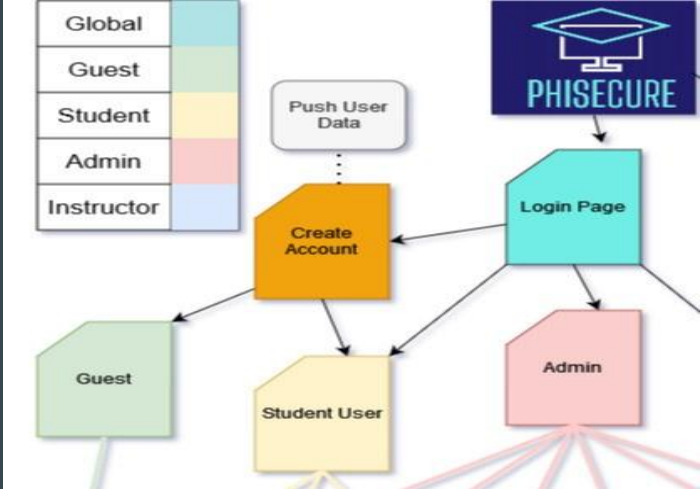 Global
Guest
Student
Admin
Instructor
Push User
Data
PHISECURE
Login Page
Create
Account
Guest
Student User
Admin